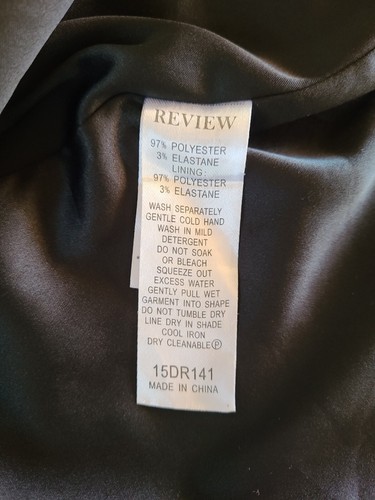 REVIEW
97% POLYESTER
3% ELASTANE
LINING:
97% POLYESTER
3% ELASTANE
WASH SEPARATELY
GENTLE COLD HAND
WASH IN MILD
DETERGENT
DO NOT SOAK
OR BLEACH
SQUEEZE OUT
EXCESS WATER
GENTLY PULL WET
GARMENT INTO SHAPE
DO NOT TUMBLE DRY
LINE DRY IN SHADE
COOL IRON
DRY CLEANABLE Ⓟ
15DR141
MADE IN CHINA